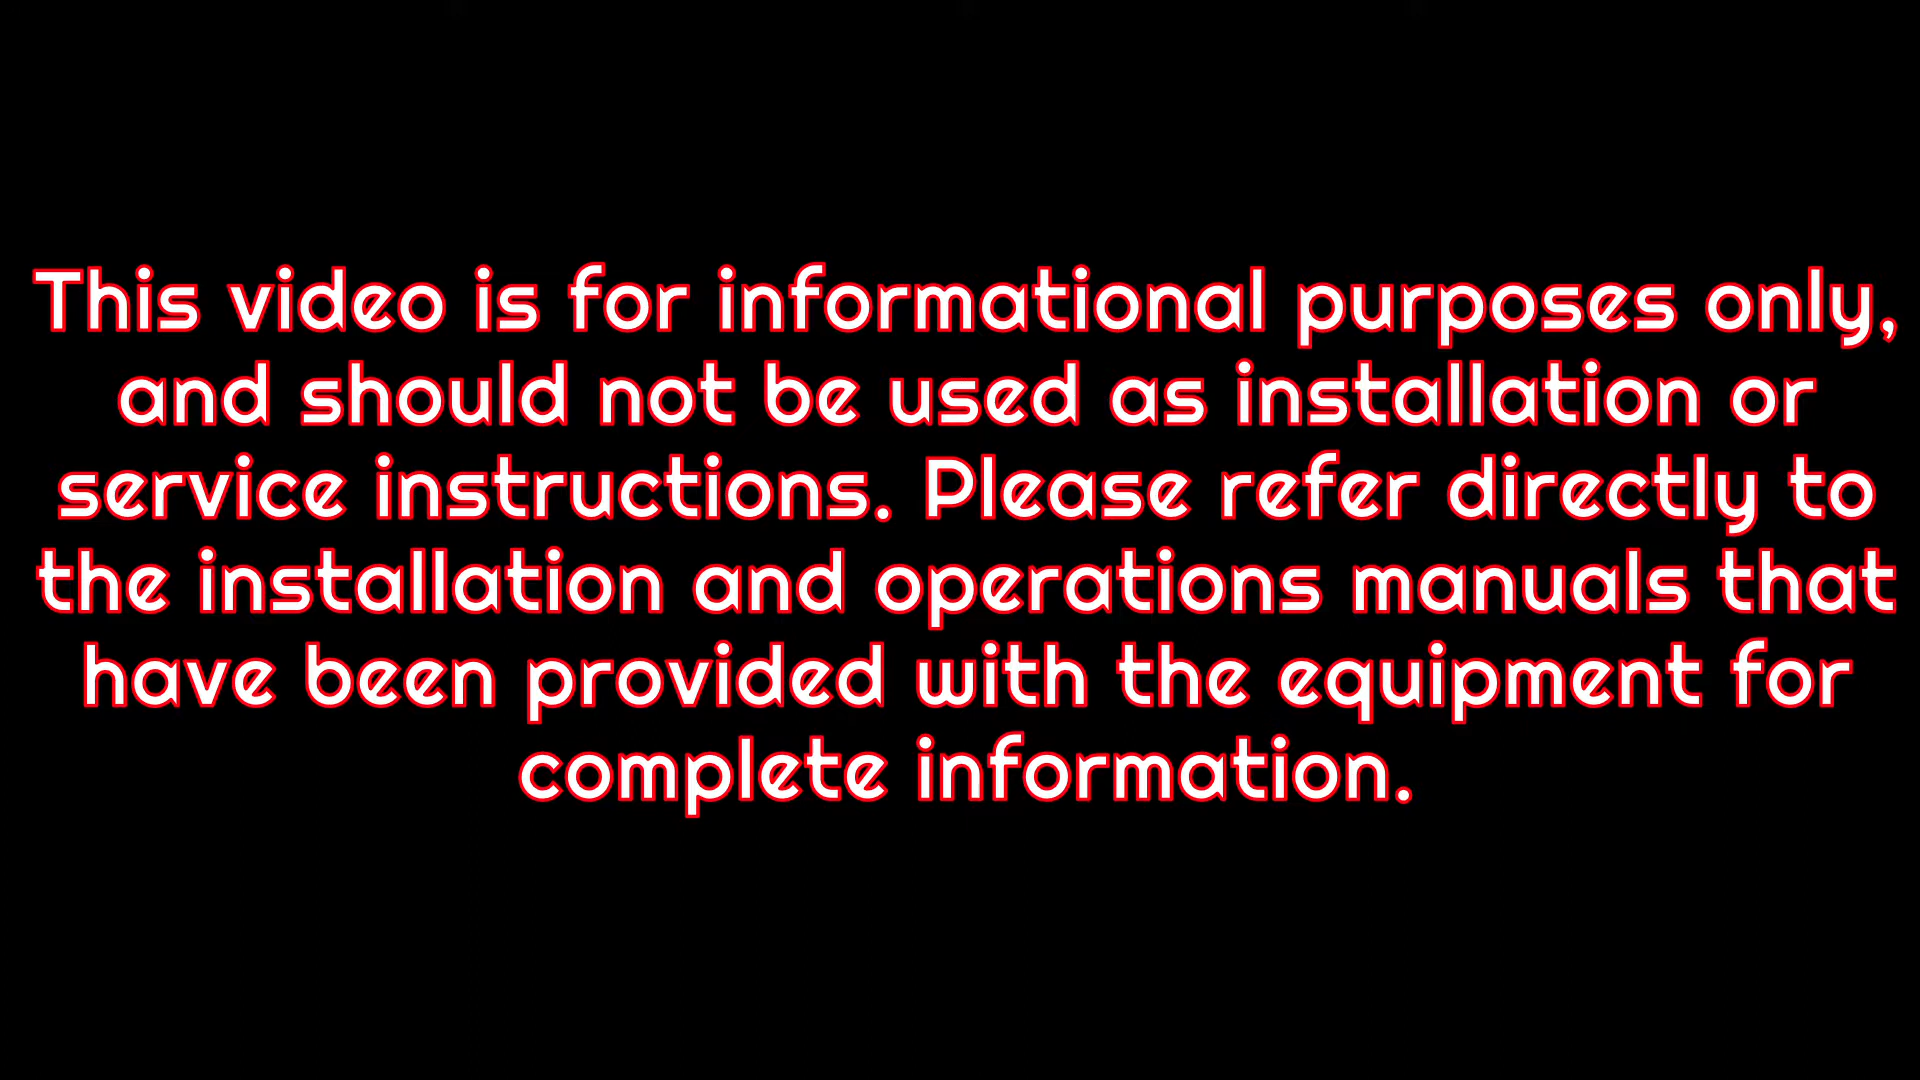 This video is for informational purposes only,
and should not be used as installation or
service instructions. Please refer directly to
the installation and operations manuals that
have been provided with the equipment for
complete information.